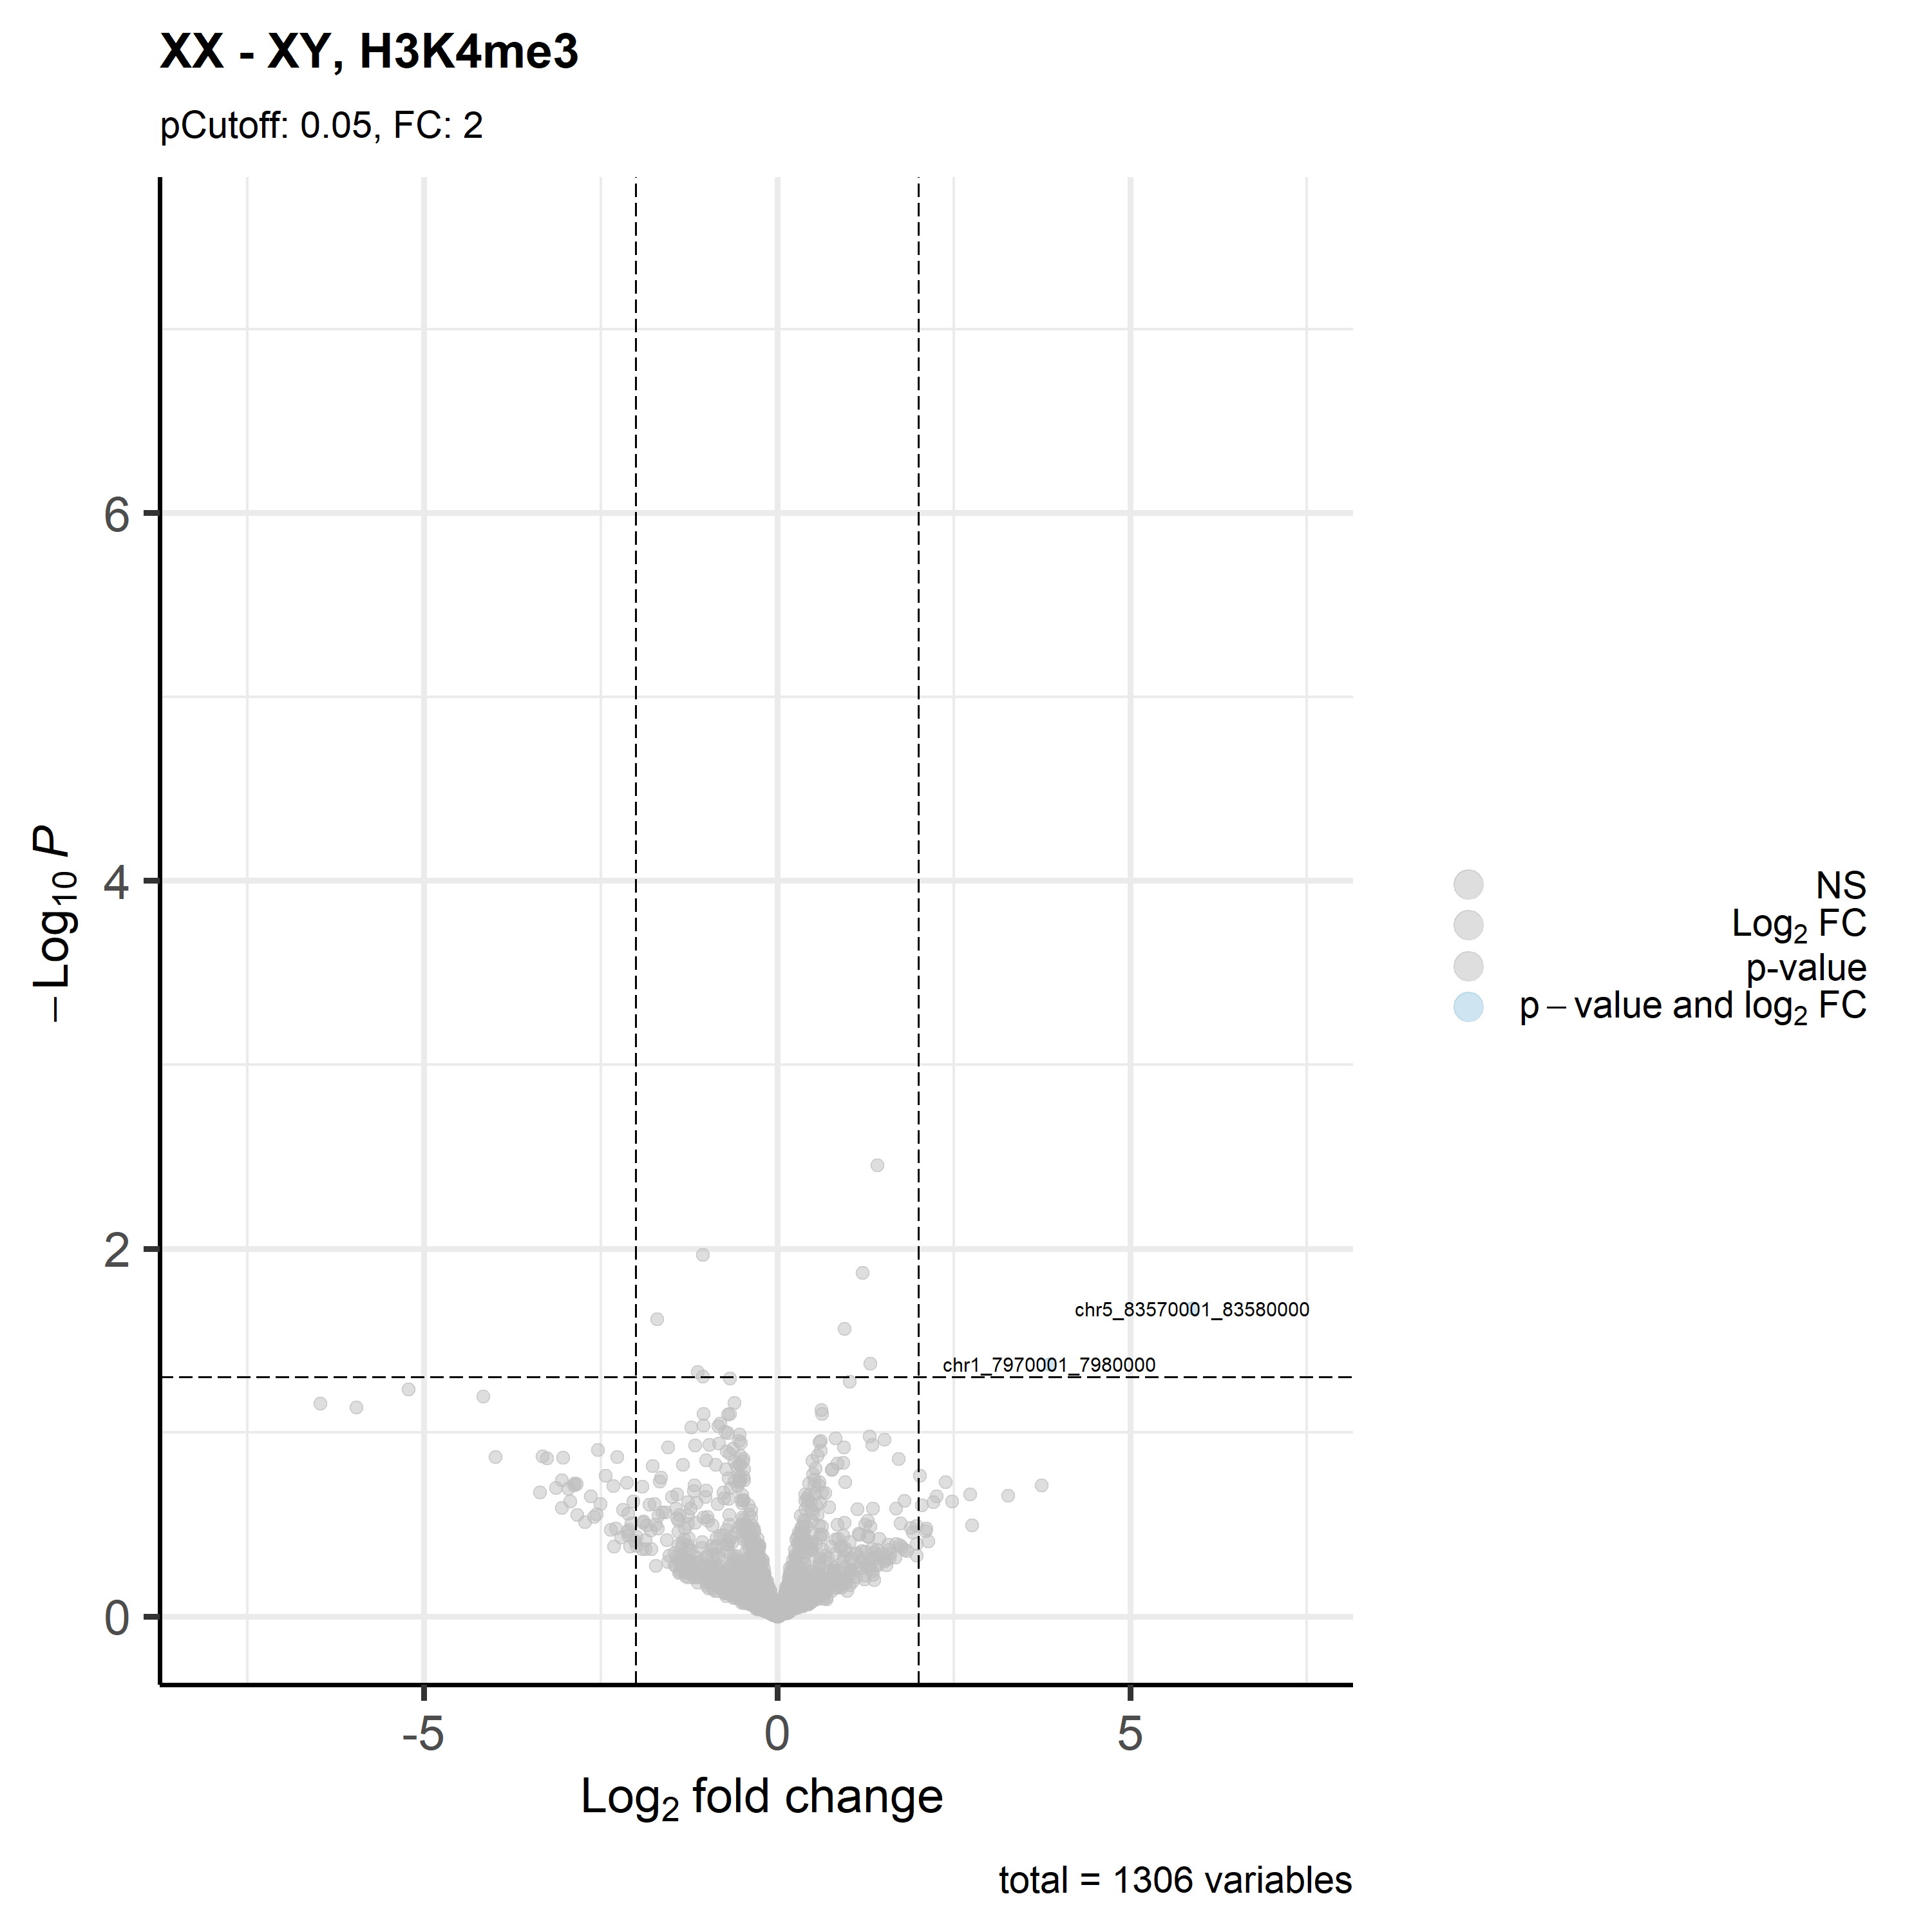 XX - XY, H3K4me3
pCutoff: 0.05, FC: 2
−Log10 P
6
4
2
0
chr5_83570001_83580000
chr1_7970001_7980000
-5
0
5
Log2 fold change
NS
Log2 FC
p-value
p − value and log2 FC
total = 1306 variables